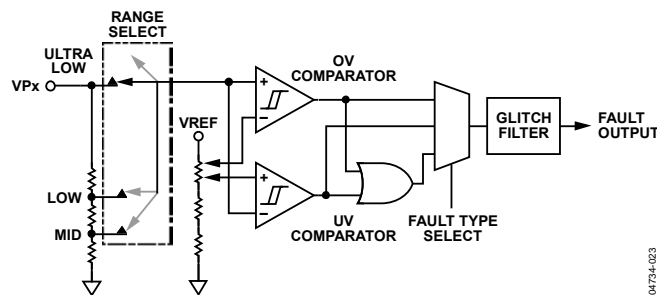 RANGE
SELECT
ULTRA
LOW
VPx
LOW
MID
VREF
+
–
OV
COMPARATOR
+
–
UV
COMPARATOR
FAULT TYPE
SELECT
GLITCH
FILTER
FAULT
OUTPUT
04734-023